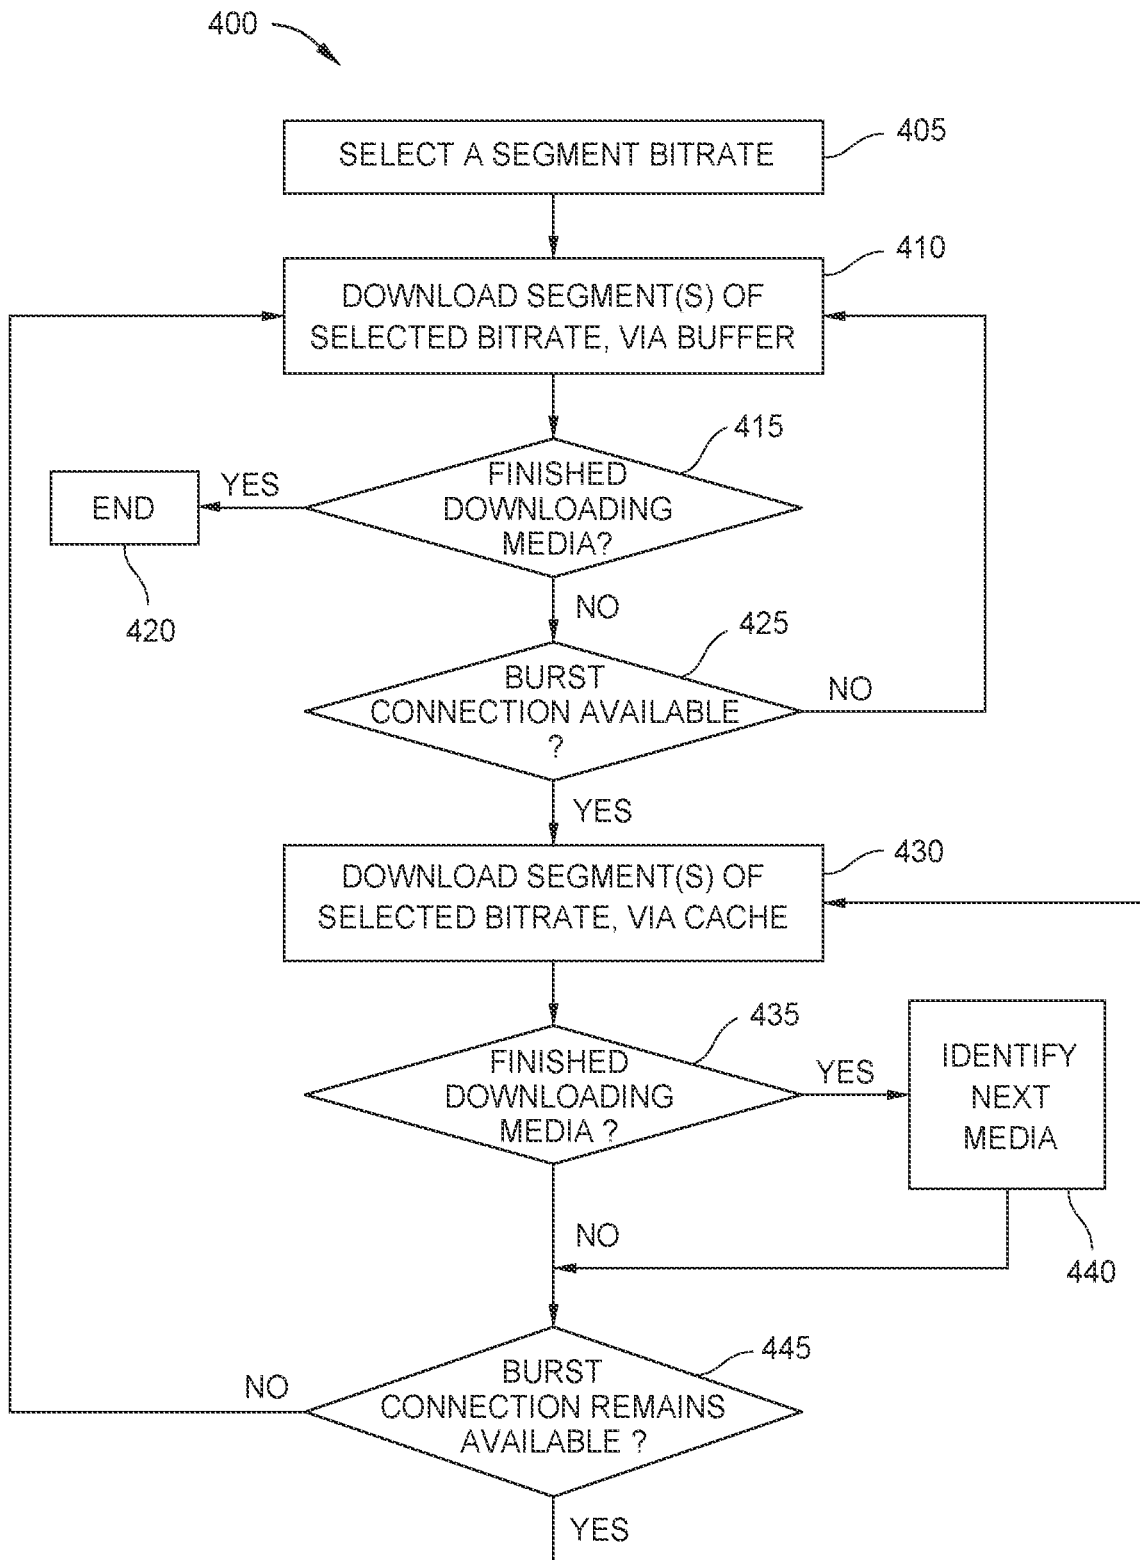 400
SELECT A SEGMENT BITRATE
405
410
DOWNLOAD SEGMENT(S) OF
SELECTED BITRATE, VIA BUFFER
415
FINISHED
DOWNLOADING
MEDIA?
YES
END
420
NO
425
BURST
CONNECTION AVAILABLE
?
NO
YES
430
DOWNLOAD SEGMENT(S) OF
SELECTED BITRATE, VIA CACHE
435
FINISHED
DOWNLOADING
MEDIA ?
YES
IDENTIFY
NEXT
MEDIA
440
NO
445
BURST
CONNECTION REMAINS
AVAILABLE ?
NO
YES